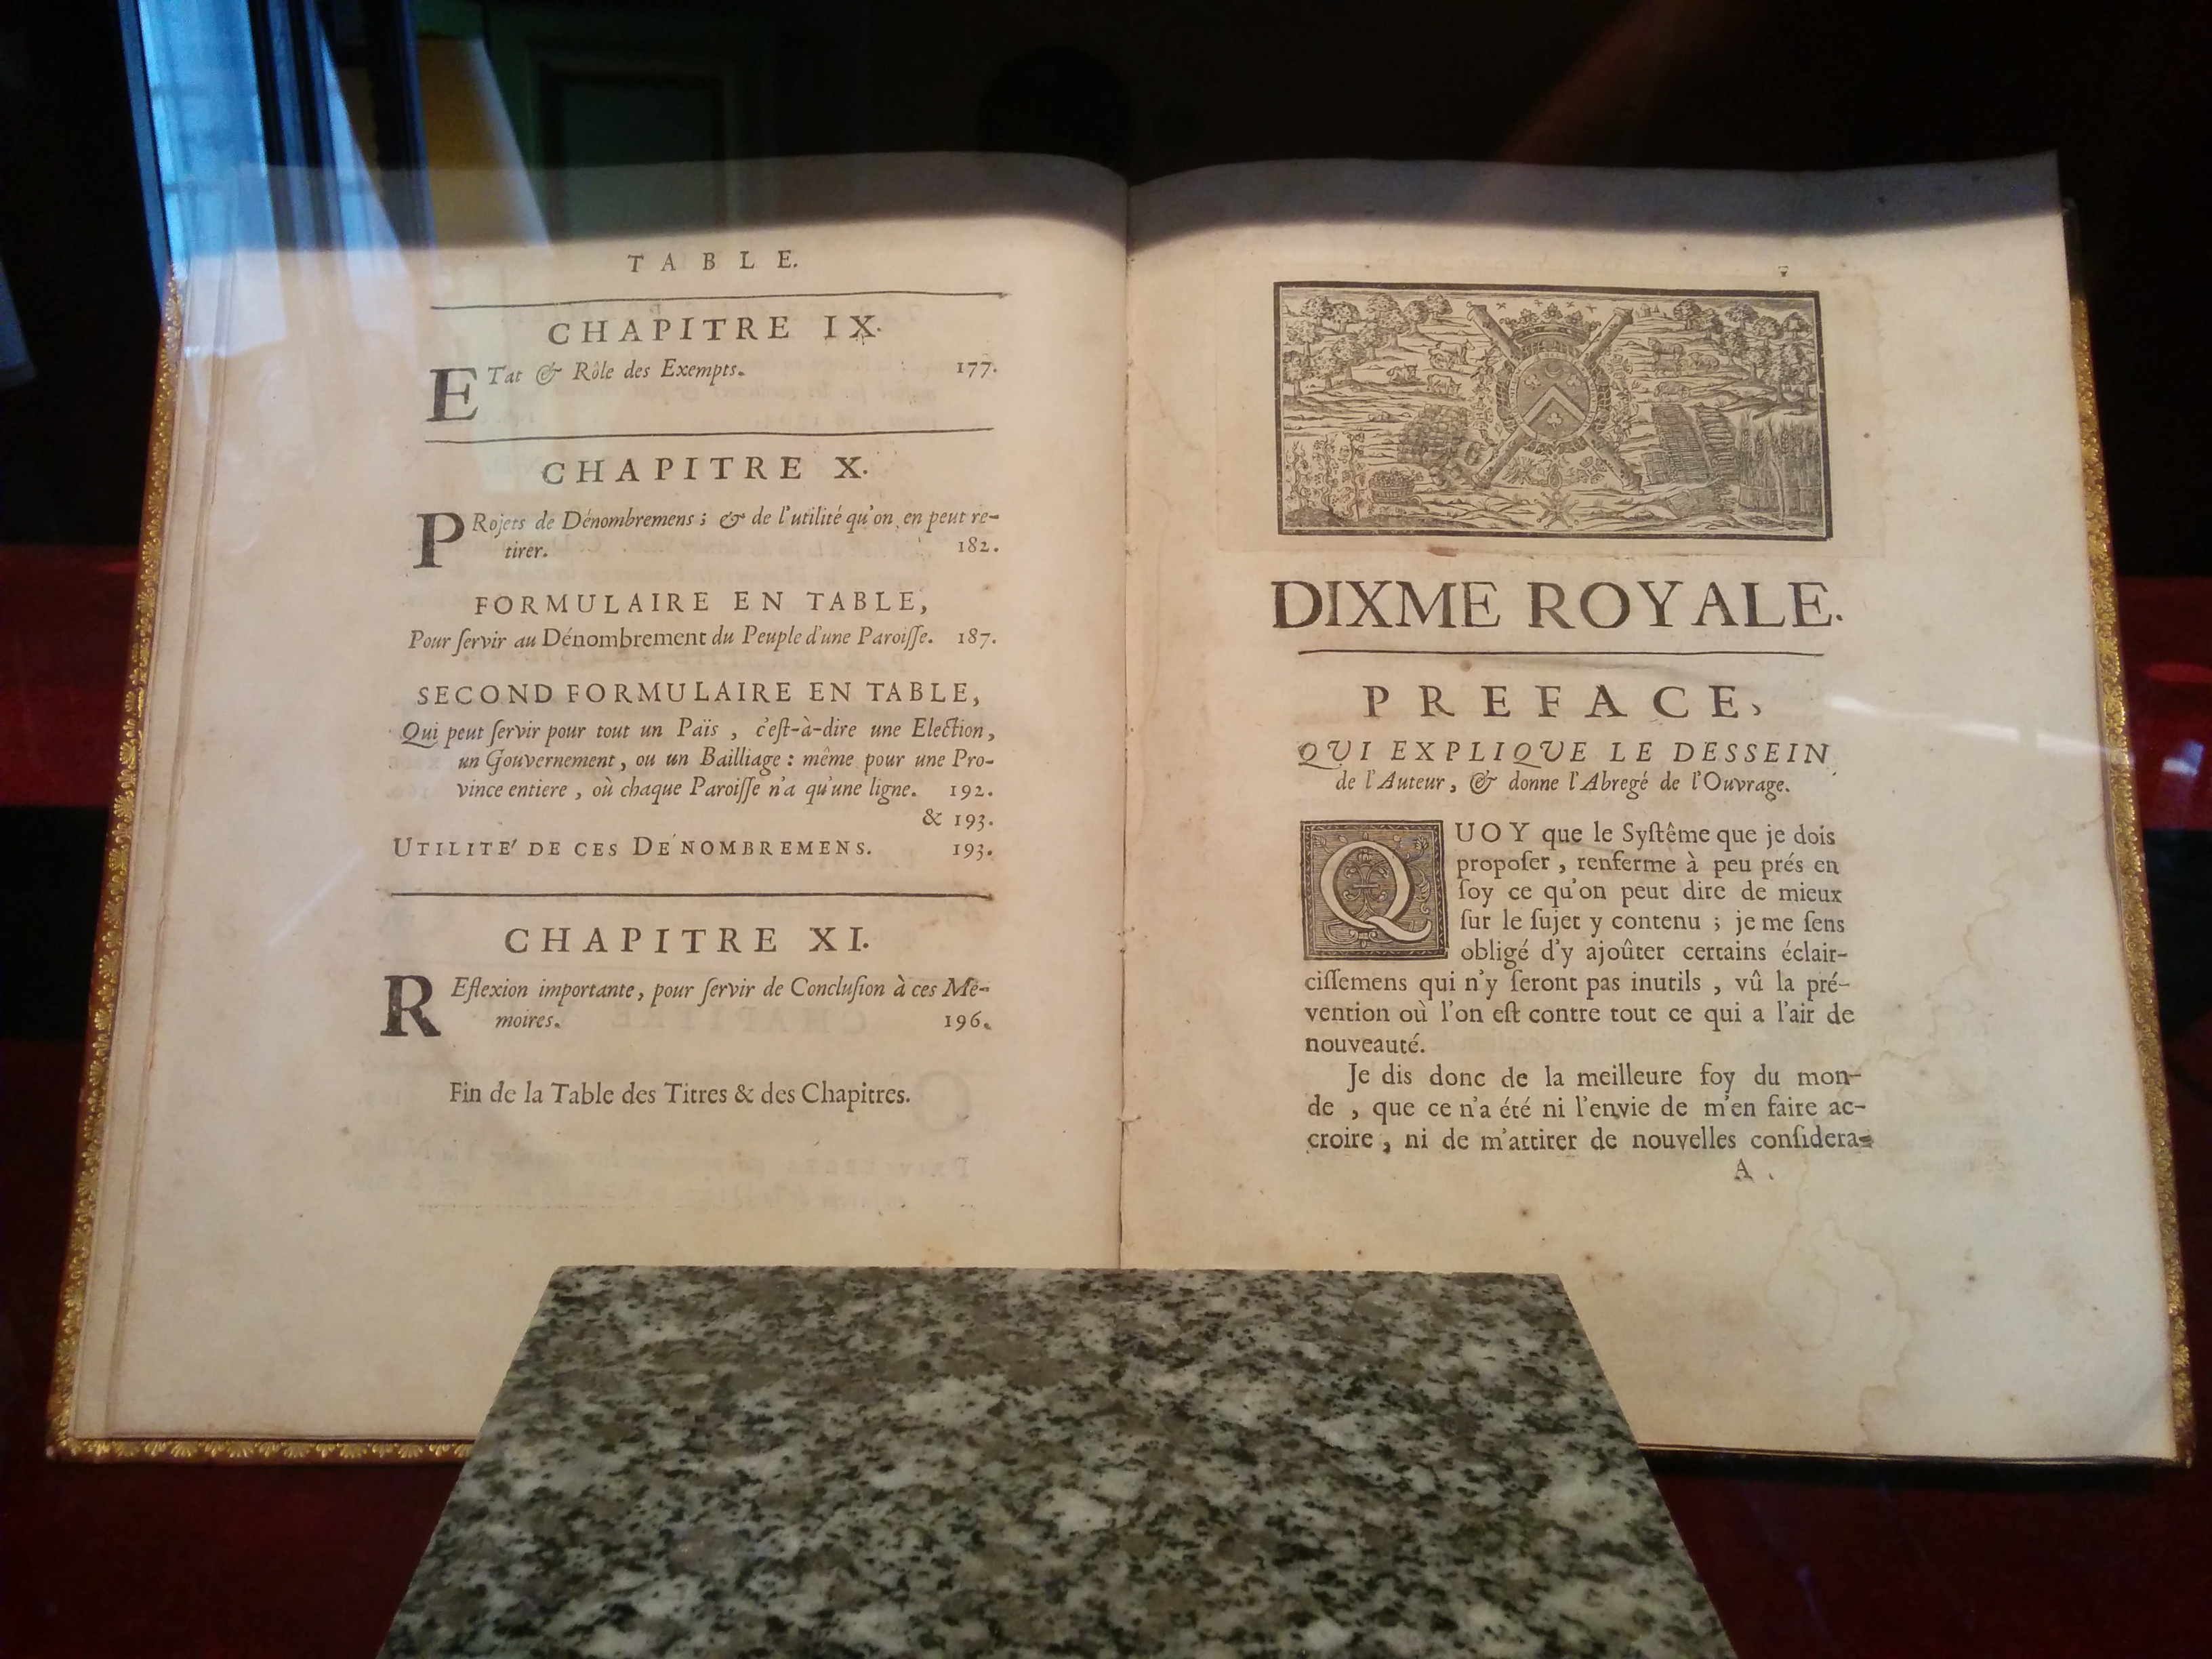 TABLE.
CHAPITRE IX.
ETat & Rôle des Exempts. 177.
CHAPITRE X.
PRojets de Dénombremens ; & de l'utilité qu'on en peut re-
tirer. 182.
FORMULAIRE EN TABLE,
Pour ſervir au Dénombrement du Peuple d'une Paroiſſe. 187.
SECOND FORMULAIRE EN TABLE,
Qui peut ſervir pour tout un Païs , c'eſt-à-dire une Election,
un Gouvernement, ou un Bailliage : même pour une Pro-
vince entiere , où chaque Paroiſſe n'a qu'une ligne. 192.
& 193.
UTILITE' DE CES DE'NOMBREMENS. 193.
CHAPITRE XI.
REflexion importante, pour ſervir de Concluſion à ces Mé-
moires. 196.
Fin de la Table des Titres & des Chapitres.
DIXME ROYALE.
PREFACE,
QUI EXPLIQUE LE DESSEIN
de l'Auteur, & donne l'Abregé de l'Ouvrage.
QUOY que le Syſtême que je dois
propoſer , renferme à peu prés en
ſoy ce qu'on peut dire de mieux
ſur le ſujet y contenu ; je me ſens
obligé d'y ajoûter certains éclair-
ciſſemens qui n'y ſeront pas inutils , vû la pré-
vention où l'on eſt contre tout ce qui a l'air de
nouveauté.
Je dis donc de la meilleure foy du mon-
de , que ce n'a été ni l'envie de m'en faire ac-
croire , ni de m'attirer de nouvelles conſidera-
A